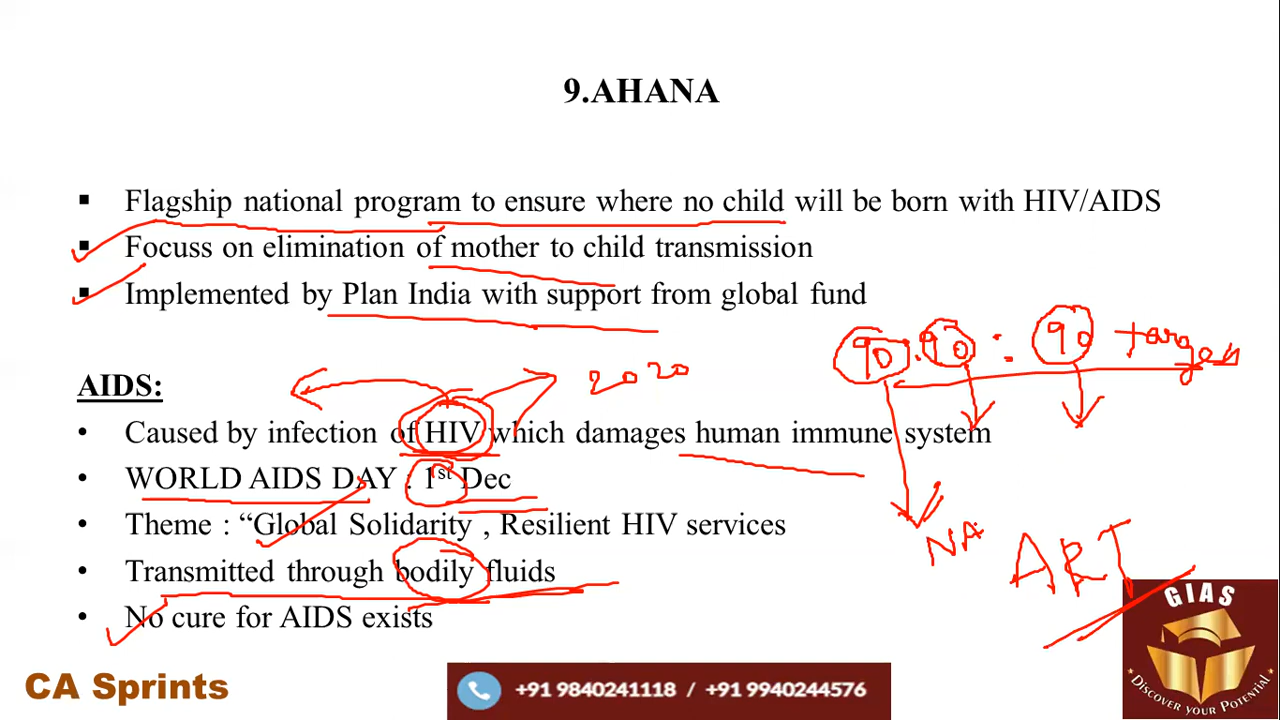 9.AHANA
▪ Flagship national program to ensure where no child will be born with HIV/AIDS
▪ Focuss on elimination of mother to child transmission
▪ Implemented by Plan India with support from global fund
90.90 : 90 target
AIDS:
2020
• Caused by infection of HIV which damages human immune system
• WORLD AIDS DAY : 1st Dec
• Theme : “Global Solidarity , Resilient HIV services
NA
ART
• Transmitted through bodily fluids
• No cure for AIDS exists
GIAS
DISCOVER YOUR POTENTIAL
CA Sprints
+91 9840241118 / +91 9940244576